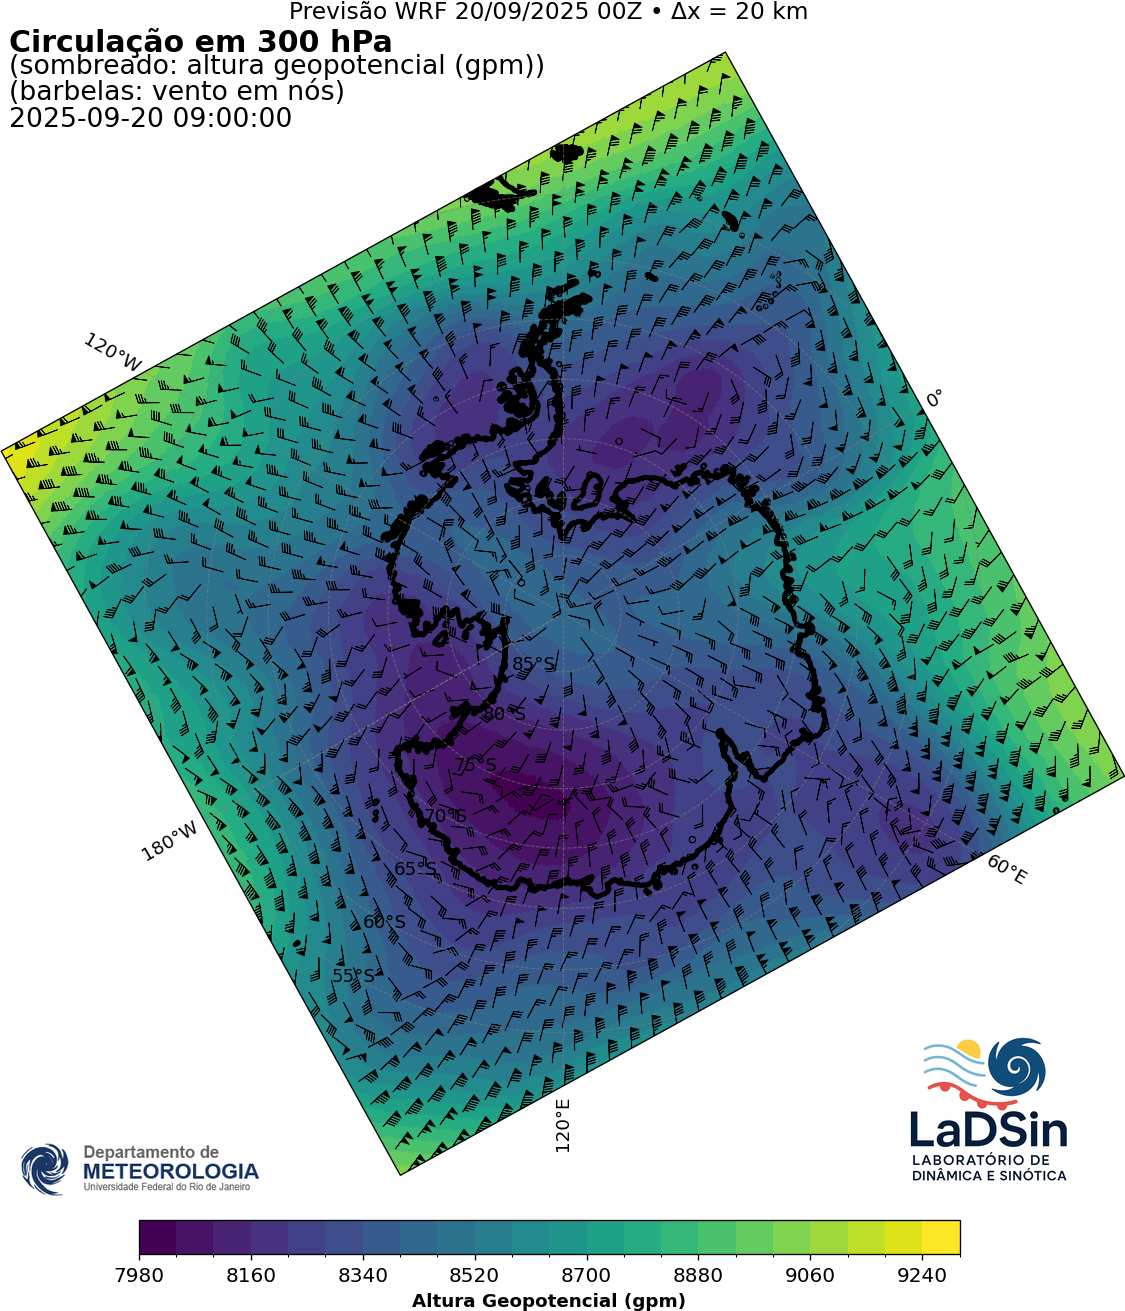 Previsão WRF 20/09/2025 00Z • Δx = 20 km
Circulação em 300 hPa
(sombreado: altura geopotencial (gpm))
(barbelas: vento em nós)
2025-09-20 09:00:00
120°W
0°
85°S
80°S
75°S
70°S
65°S
60°S
55°S
180°W
60°E
120°E
Departamento de
METEOROLOGIA
Universidade Federal do Rio de Janeiro
LaDSin
LABORATÓRIO DE
DINÂMICA E SINÓTICA
7980 8160 8340 8520 8700 8880 9060 9240
Altura Geopotencial (gpm)